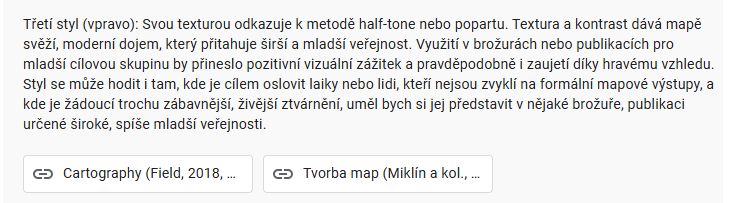 Třetí styl (vpravo): Svou texturou odkazuje k metodě half-tone nebo popartu. Textura a kontrast dává mapě
svěží, moderní dojem, který přitahuje širší a mladší veřejnost. Využití v brožurách nebo publikacích pro
mladší cílovou skupinu by přineslo pozitivní vizuální zážitek a pravděpodobně i zaujetí díky hravému vzhledu.
Styl se může hodit i tam, kde je cílem oslovit laiky nebo lidi, kteří nejsou zvyklí na formální mapové výstupy, a
kde je žádoucí trochu zábavnější, živější ztvárnění, uměl bych si jej představit v nějaké brožuře, publikaci
určené široké, spíše mladší veřejnosti.
Cartography (Field, 2018, ... Tvorba map (Miklín a kol., ...